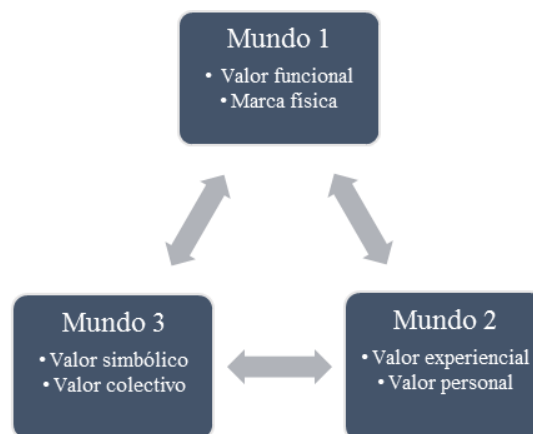 Mundo 1
• Valor funcional
• Marca física
Mundo 3
• Valor simbólico
• Valor colectivo
Mundo 2
• Valor experiencial
• Valor personal